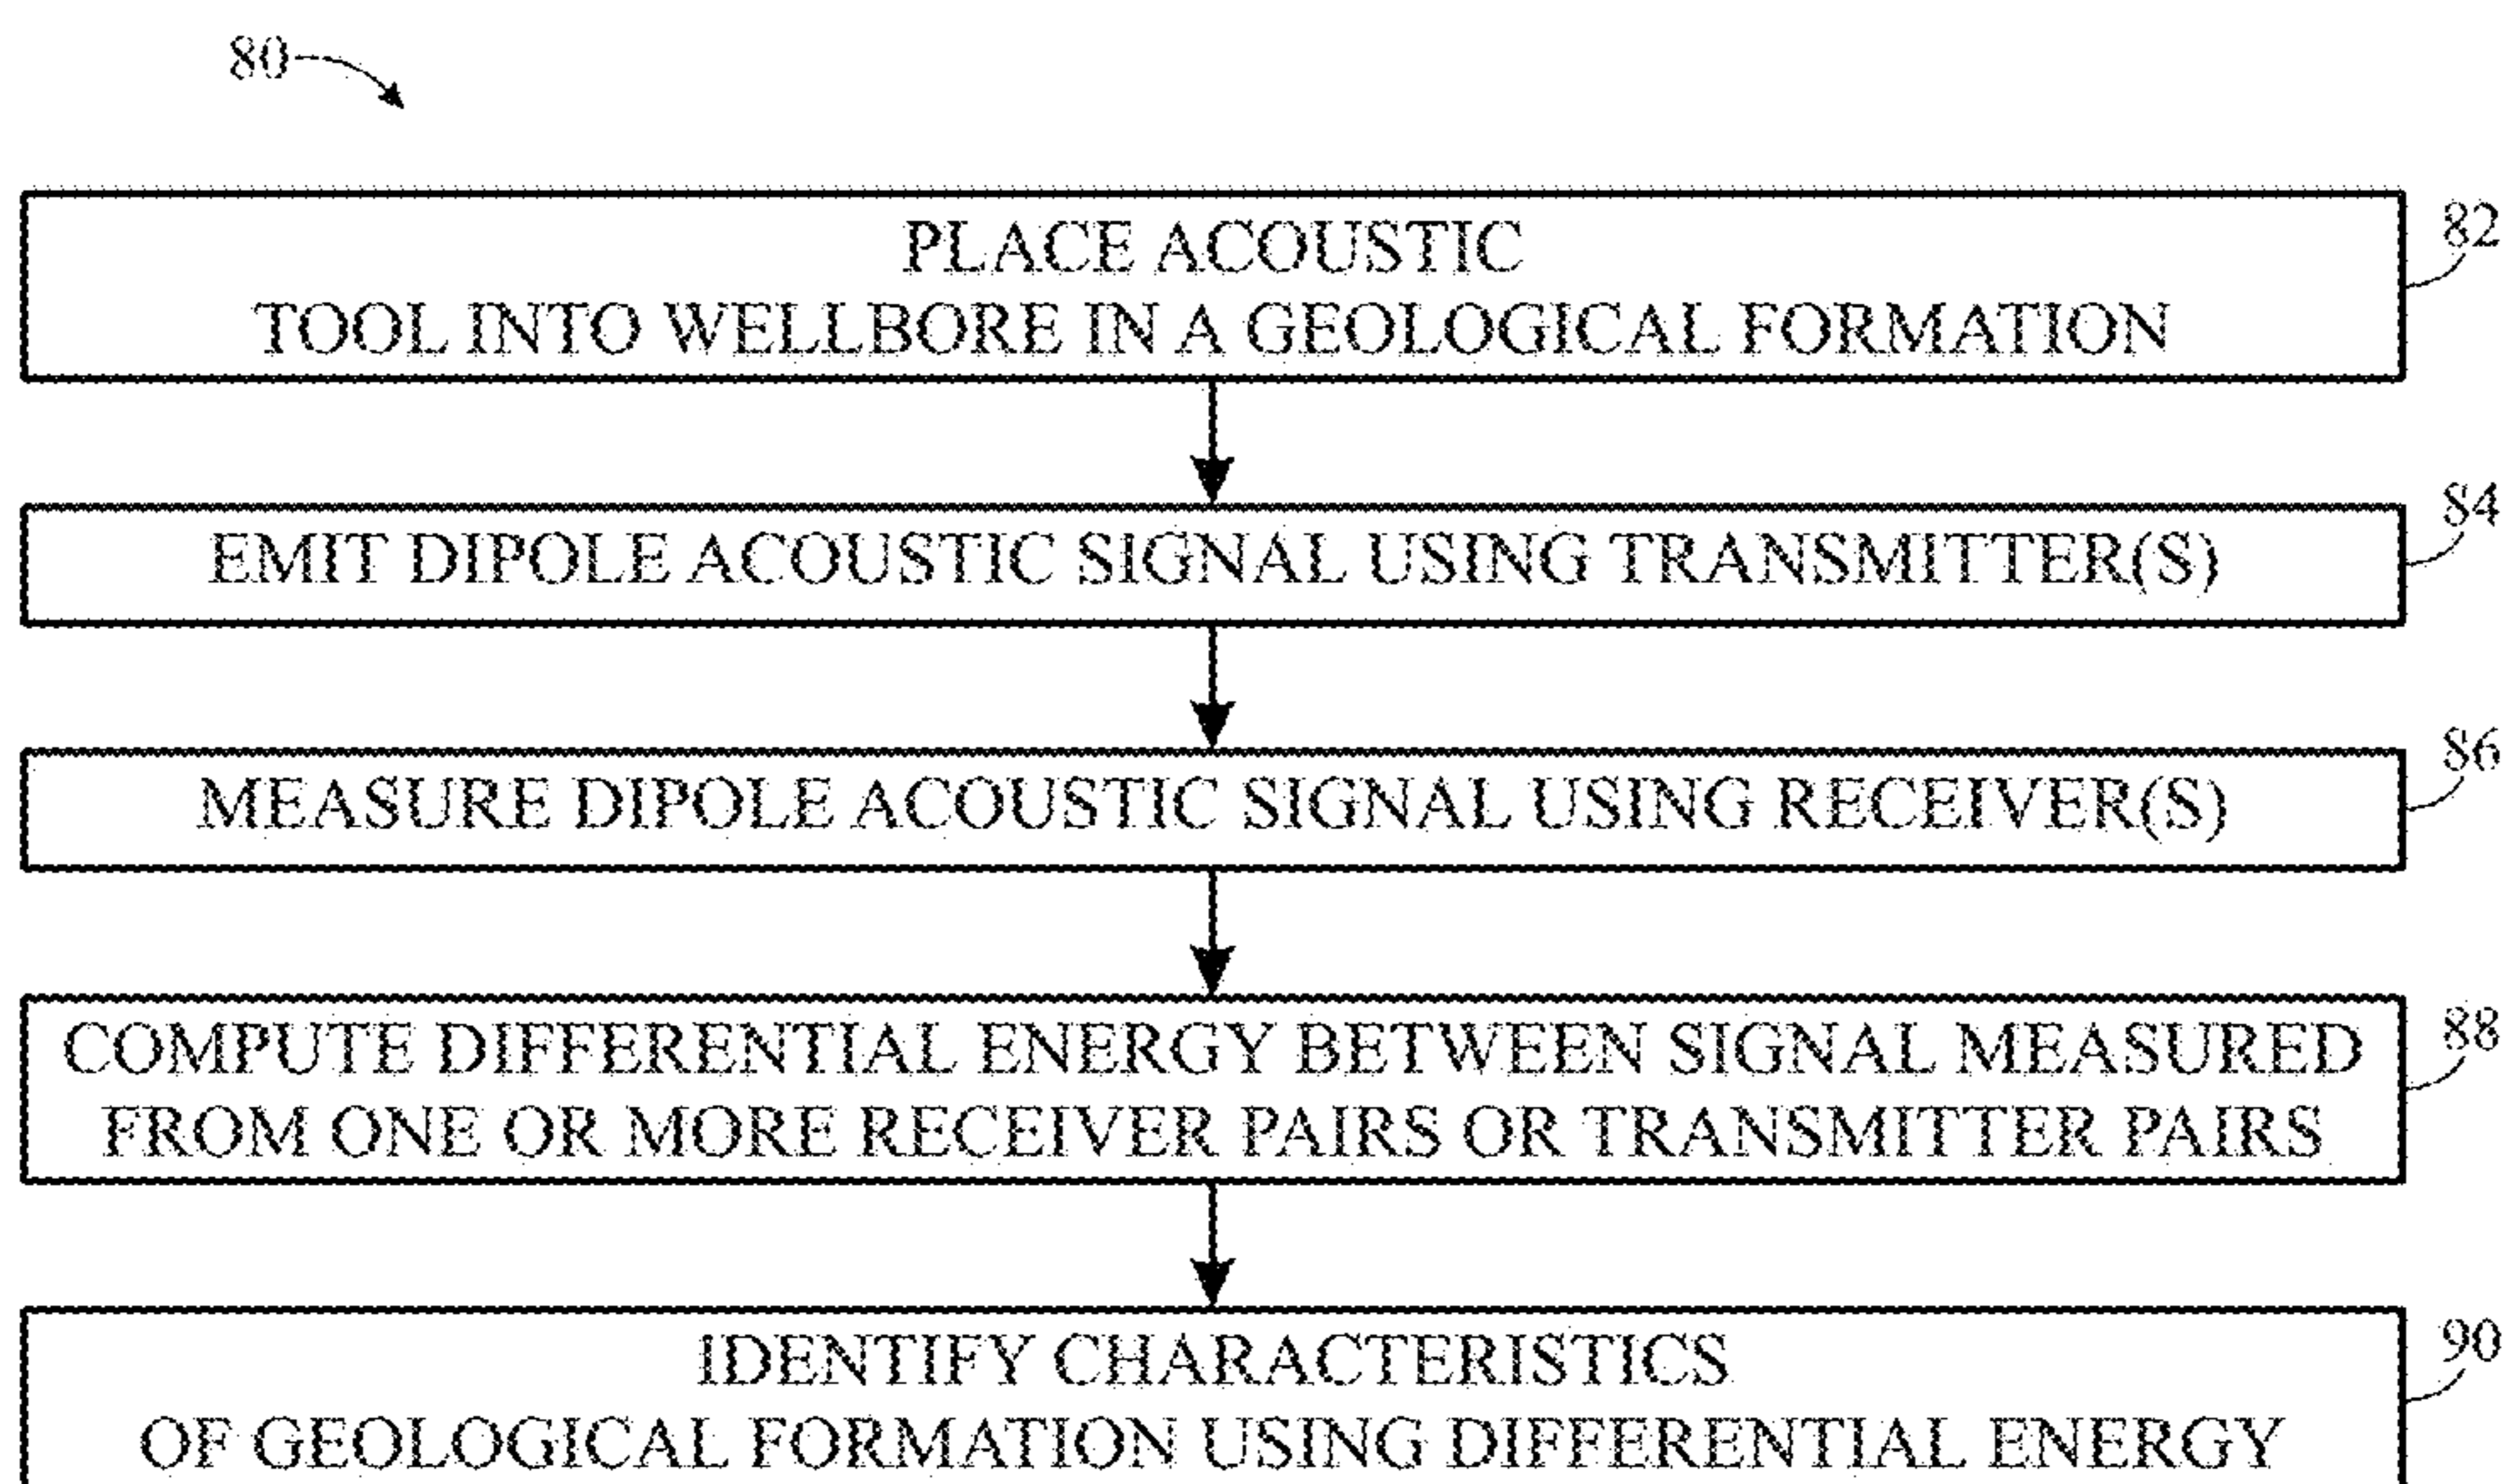 80
PLACE ACOUSTIC
TOOL INTO WELLBORE IN A GEOLOGICAL FORMATION
82
EMIT DIPOLE ACOUSTIC SIGNAL USING TRANSMITTER(S)
84
MEASURE DIPOLE ACOUSTIC SIGNAL USING RECEIVER(S)
86
COMPUTE DIFFERENTIAL ENERGY BETWEEN SIGNAL MEASURED
FROM ONE OR MORE RECEIVER PAIRS OR TRANSMITTER PAIRS
88
IDENTIFY CHARACTERISTICS
OF GEOLOGICAL FORMATION USING DIFFERENTIAL ENERGY
90